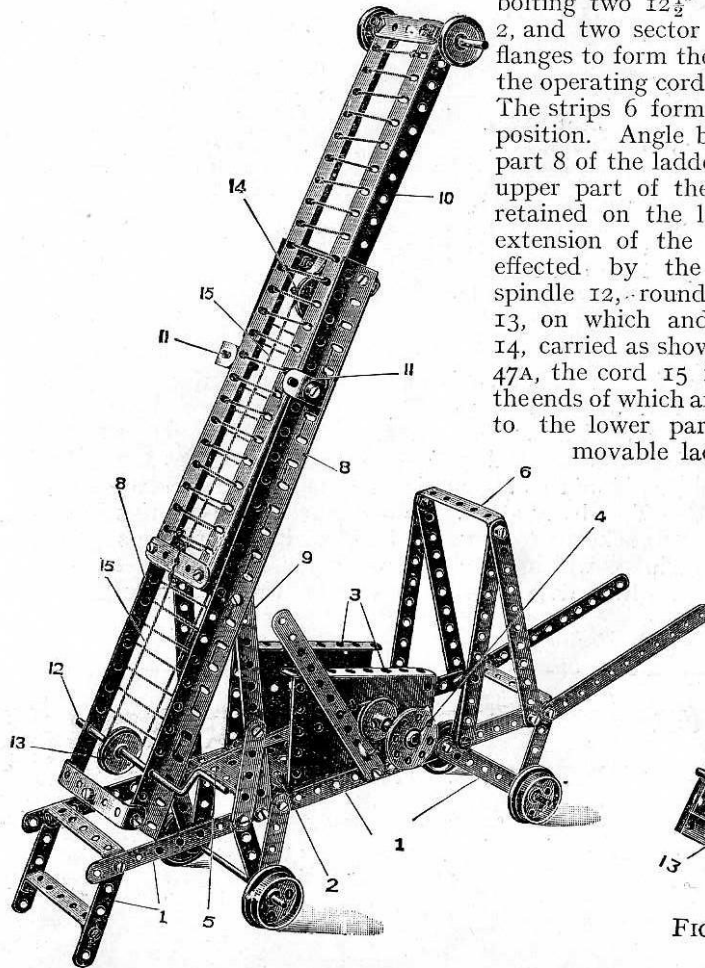 bolting two 12½"
2, and two sector
flanges to form the
the operating cord
The strips 6 form
position. Angle b
part 8 of the ladde
upper part of the
retained on the l
extension of the
effected by the
spindle 12, round
13, on which and
14, carried as show
47A, the cord 15
the ends of which a
to the lower par
movable la
14
10
15
11
11
8
6
4
8
9
3
15
12
13
1
2
1
5
1
13
FIG